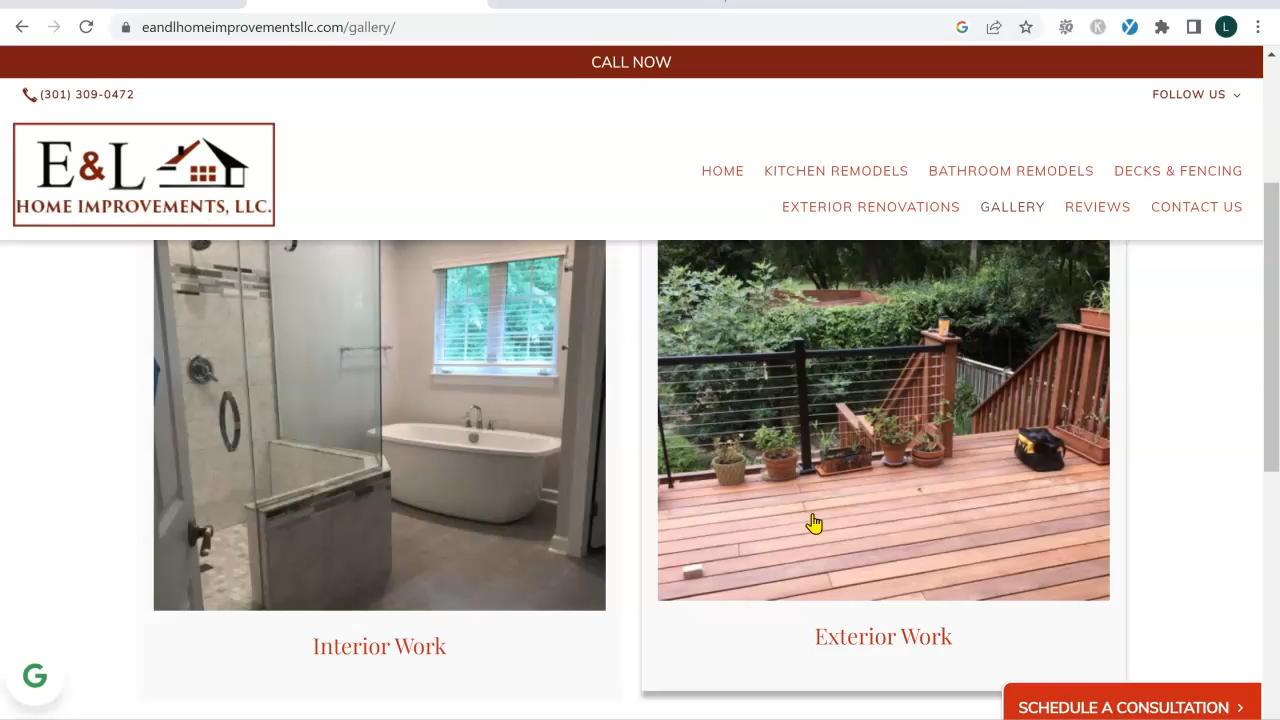 eandlhomeimprovementsllc.com/gallery/
L
CALL NOW
(301) 309-0472
FOLLOW US
E&L
HOME IMPROVEMENTS, LLC.
HOME KITCHEN REMODELS BATHROOM REMODELS DECKS & FENCING
EXTERIOR RENOVATIONS GALLERY REVIEWS CONTACT US
Interior Work
Exterior Work
G
SCHEDULE A CONSULTATION